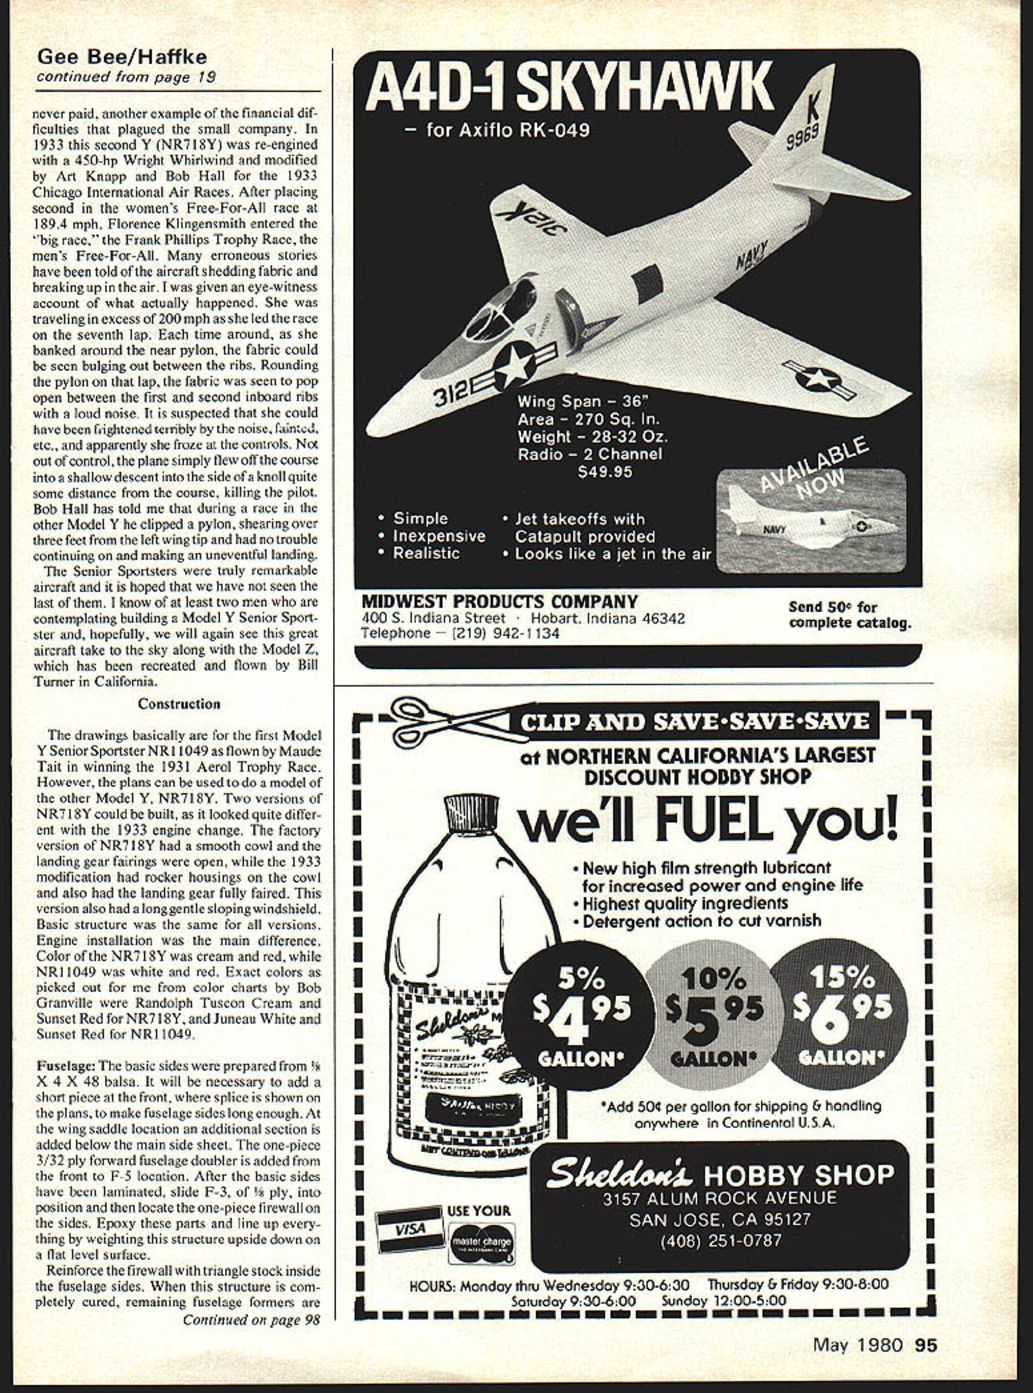 Gee Bee/Haffke
continued from page 19
never paid, another example of the financial dif-
ficulties that plagued the small company. In
1933 this second Y (NR718Y) was re-engined
with a 450-hp Wright Whirlwind and modified
by Art Knapp and Bob Hall for the 1933
Chicago International Air Races. After placing
second in the women's Free-For-All race at
189.4 mph, Florence Klingensmith entered the
"big race," the Frank Phillips Trophy Race, the
men's Free-For-All. Many erroneous stories
have been told of the aircraft shedding fabric and
breaking up in the air. I was given an eye-witness
account of what actually happened. She was
traveling in excess of 200 mph as she led the race
on the seventh lap. Each time around, as she
banked around the near pylon, the fabric could
be seen bulging out between the ribs. Rounding
the pylon on that lap, the fabric was seen to pop
open between the first and second inboard ribs
with a loud noise. It is suspected that she could
have been frightened terribly by the noise, fainted,
etc., and apparently she froze at the controls. Not
out of control, the plane simply flew off the course
into a shallow descent into the side of a knoll quite
some distance from the course, killing the pilot.
Bob Hall has told me that during a race in the
other Model Y he clipped a pylon, shearing over
three feet from the left wing tip and had no trouble
continuing on and making an uneventful landing.
The Senior Sportsters were truly remarkable
aircraft and it is hoped that we have not seen the
last of them. I know of at least two men who are
contemplating building a Model Y Senior Sport-
ster and, hopefully, we will again see this great
aircraft take to the sky along with the Model Z,
which has been recreated and flown by Bill
Turner in California.
Construction
The drawings basically are for the first Model
Y Senior Sportster NR11049 as flown by Maude
Tait in winning the 1931 Aerol Trophy Race.
However, the plans can be used to do a model of
the other Model Y, NR718Y. Two versions of
NR718Y could be built, as it looked quite differ-
ent with the 1933 engine change. The factory
version of NR718Y had a smooth cowl and the
landing gear fairings were open, while the 1933
modification had rocker housings on the cowl
and also had the landing gear fully faired. This
version also had a long gentle sloping windshield.
Basic structure was the same for all versions.
Engine installation was the main difference.
Color of the NR718Y was cream and red, while
NR11049 was white and red. Exact colors as
picked out for me from color charts by Bob
Granville were Randolph Tuscon Cream and
Sunset Red for NR718Y, and Juneau White and
Sunset Red for NR11049.
Fuselage: The basic sides were prepared from ⅛
X 4 X 48 balsa. It will be necessary to add a
short piece at the front, where splice is shown on
the plans, to make fuselage sides long enough. At
the wing saddle location an additional section is
added below the main side sheet. The one-piece
3/32 ply forward fuselage doubler is added from
the front to F-5 location. After the basic sides
have been laminated, slide F-3, of ⅛ ply, into
position and then locate the one-piece firewall on
the sides. Epoxy these parts and line up every-
thing by weighting this structure upside down on
a flat level surface.
Reinforce the firewall with triangle stock inside
the fuselage sides. When this structure is com-
pletely cured, remaining fuselage formers are
Continued on page 98
A4D-1 SKYHAWK
– for Axiflo RK-049
K
9969
312K
NAVY
312E
Wing Span – 36"
Area – 270 Sq. In.
Weight – 28-32 Oz.
Radio – 2 Channel
$49.95
AVAILABLE
NOW
NAVY
• Simple
• Inexpensive
• Realistic
• Jet takeoffs with
Catapult provided
• Looks like a jet in the air
MIDWEST PRODUCTS COMPANY
400 S. Indiana Street · Hobart, Indiana 46342
Telephone – (219) 942-1134
Send 50¢ for
complete catalog.
CLIP AND SAVE•SAVE•SAVE
at NORTHERN CALIFORNIA'S LARGEST
DISCOUNT HOBBY SHOP
we'll FUEL you!
• New high film strength lubricant
for increased power and engine life
• Highest quality ingredients
• Detergent action to cut varnish
5%
$4 95
GALLON*
10%
$5 95
GALLON*
15%
$6 95
GALLON*
Sheldon's
*Add 50¢ per gallon for shipping & handling
anywhere in Continental U.S.A.
Sheldon's HOBBY SHOP
3157 ALUM ROCK AVENUE
SAN JOSE, CA 95127
(408) 251-0787
USE YOUR
VISA
master charge
HOURS: Monday thru Wednesday 9:30-6:30 Thursday & Friday 9:30-8:00
Saturday 9:30-6:00 Sunday 12:00-5:00
May 1980 95